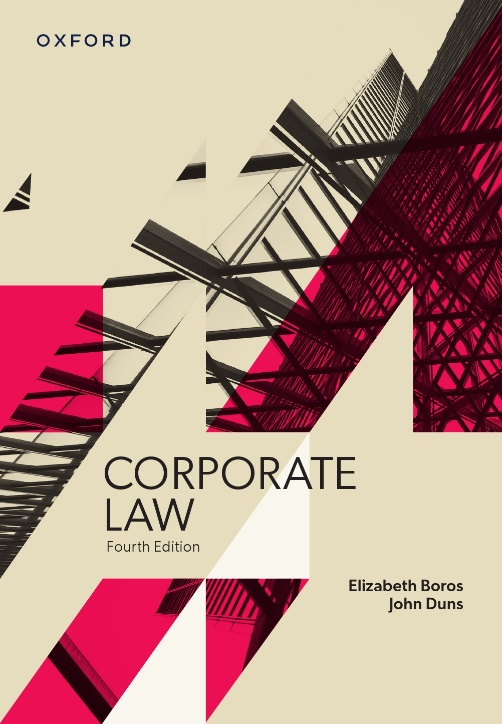 OXFORD
CORPORATE
LAW
Fourth Edition
Elizabeth Boros
John Duns